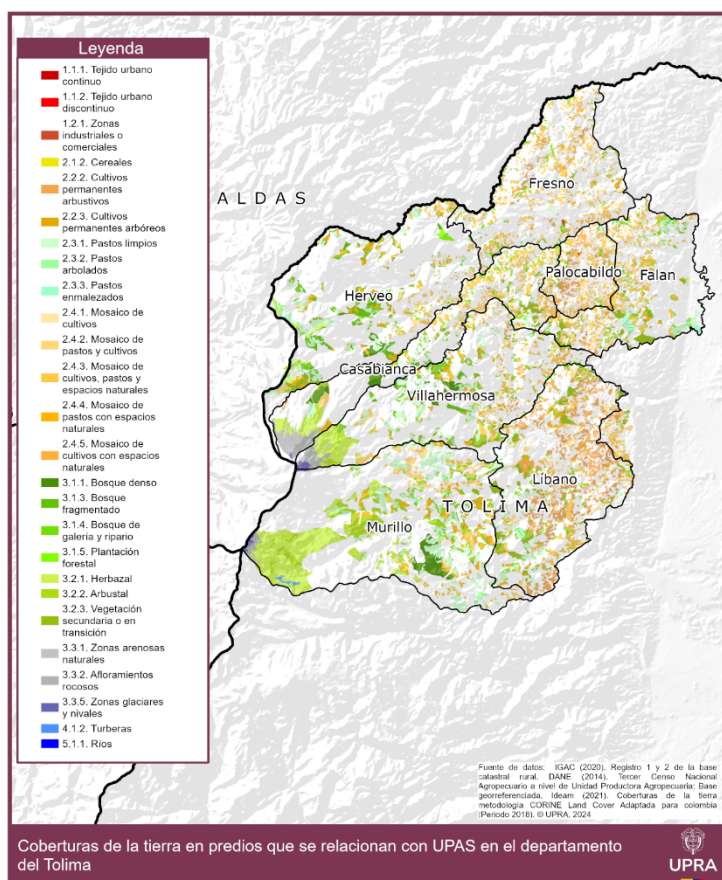 Leyenda
1.1.1. Tejido urbano
continuo
1.1.2. Tejido urbano
discontinuo
1.2.1. Zonas
industriales o
comerciales
2.1.2. Cereales
2.2.2. Cultivos
permanentes
arbustivos
2.2.3. Cultivos
permanentes arbóreos
2.3.1. Pastos limpios
2.3.2. Pastos
arbolados
2.3.3. Pastos
enmalezados
2.4.1. Mosaico de
cultivos
2.4.2. Mosaico de
pastos y cultivos
2.4.3. Mosaico de
cultivos, pastos y
espacios naturales
2.4.4. Mosaico de
pastos con espacios
naturales
2.4.5. Mosaico de
cultivos con espacios
naturales
3.1.1. Bosque denso
3.1.3. Bosque
fragmentado
3.1.4. Bosque de
galería y ripario
3.1.5. Plantación
forestal
3.2.1. Herbazal
3.2.2. Arbustal
3.2.3. Vegetación
secundaria o en
transición
3.3.1. Zonas arenosas
naturales
3.3.2. Afloramientos
rocosos
3.3.5. Zonas glaciares
y nivales
4.1.2. Turberas
5.1.1. Ríos
ALDAS
Fresno
Palocabildo
Falan
Herveo
Casabianca
Villahermosa
Líbano
TOLIMA
Murillo
Fuente de datos: IGAC (2020). Registro 1 y 2 de la base
catastral rural. DANE (2014). Tercer Censo Nacional
Agropecuario a nivel de Unidad Productora Agropecuaria; Base
georreferenciada. Ideam (2021). Coberturas de la tierra
metodología CORINE Land Cover Adaptada para colombia
(Periodo 2018). © UPRA, 2024
Coberturas de la tierra en predios que se relacionan con UPAS en el departamento
del Tolima
UPRA